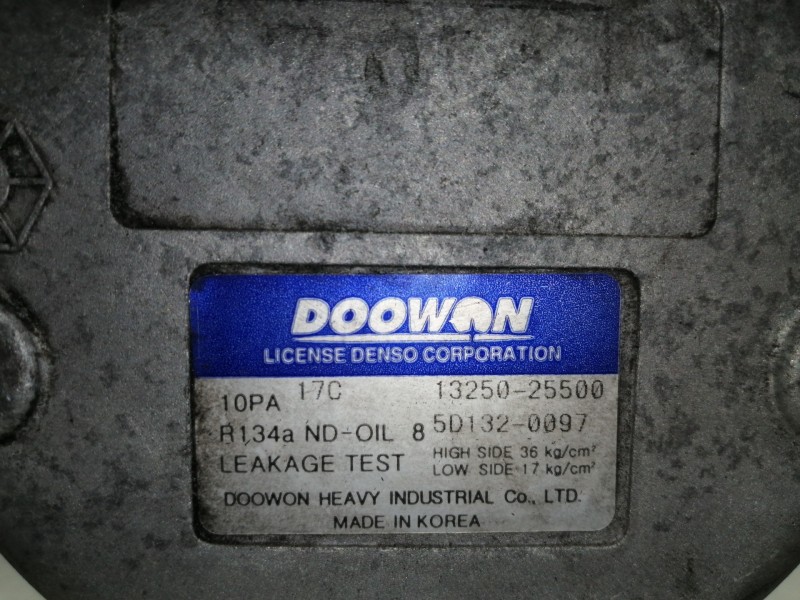 DOOWON
LICENSE DENSO CORPORATION
10PA 17C 13250-25500
R134a ND-OIL 8 5D132-0097
LEAKAGE TEST HIGH SIDE 36 kg/cm²
LOW SIDE 17 kg/cm²
DOOWON HEAVY INDUSTRIAL Co., LTD.
MADE IN KOREA